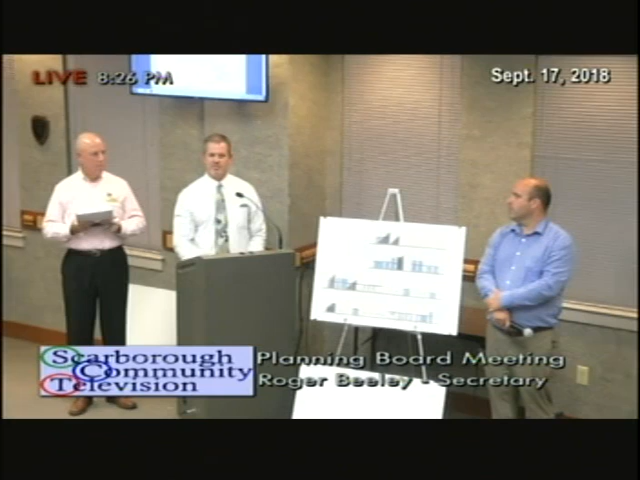 LIVE 8:26 PM
Sept. 17, 2018
Scarborough
Community
Television
Planning Board Meeting
Roger Beeley - Secretary